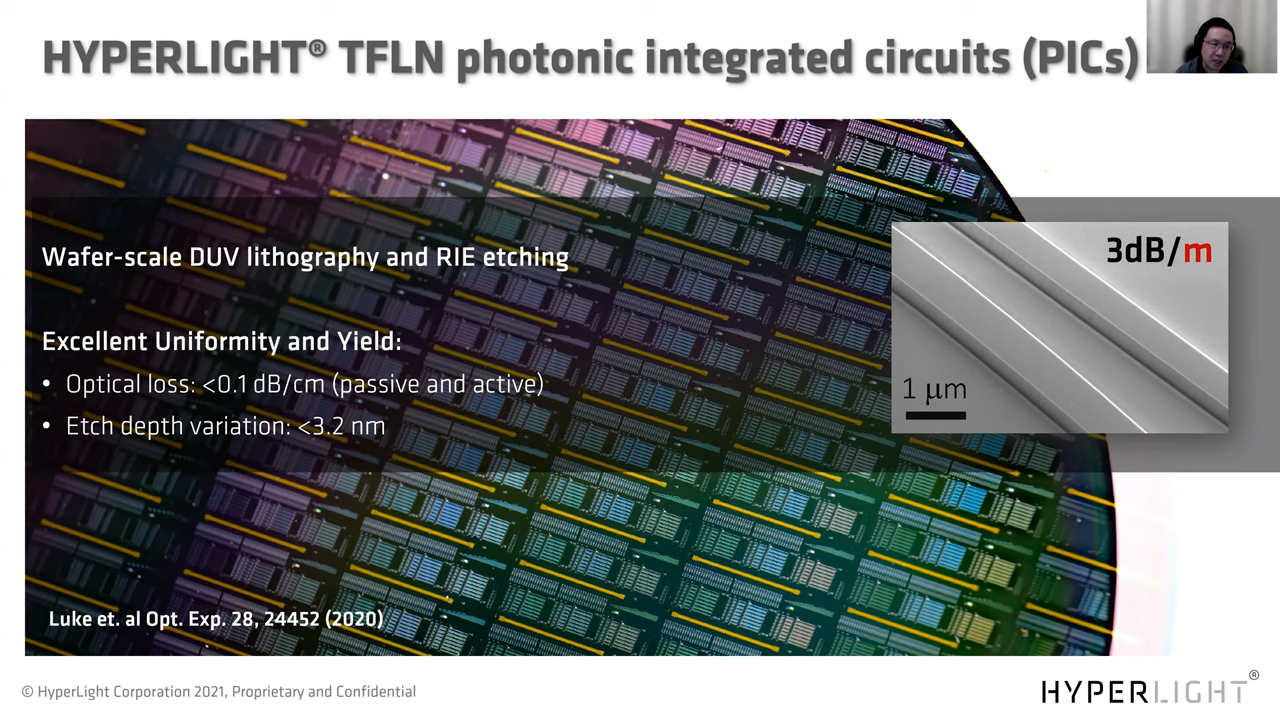 HYPERLIGHT® TFLN photonic integrated circuits (PICs)
Wafer-scale DUV lithography and RIE etching
Excellent Uniformity and Yield:
• Optical loss: <0.1 dB/cm (passive and active)
• Etch depth variation: <3.2 nm
3dB/m
1 μm
Luke et. al Opt. Exp. 28, 24452 (2020)
© HyperLight Corporation 2021, Proprietary and Confidential
HYPERLIGHT®